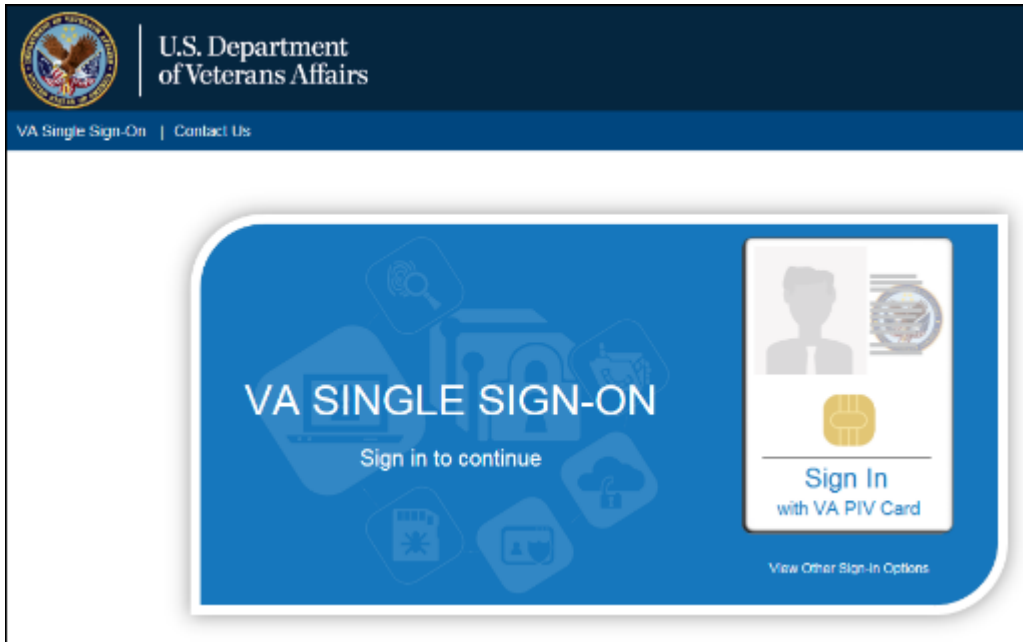 U.S. Department
of Veterans Affairs
VA Single Sign-On | Contact Us
VA SINGLE SIGN-ON
Sign in to continue
Sign In
with VA PIV Card
View Other Sign-In Options